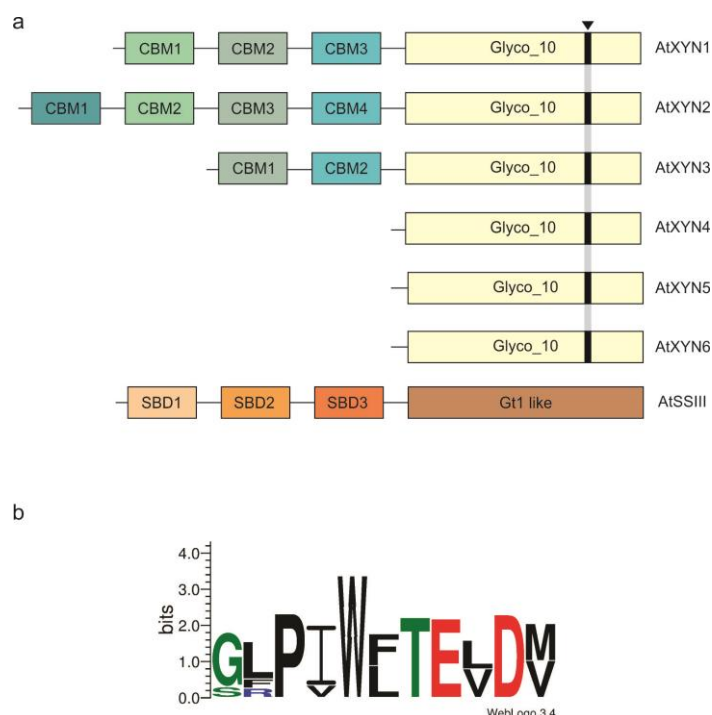 a
CBM1 CBM2 CBM3 Glyco_10 AtXYN1
CBM1 CBM2 CBM3 CBM4 Glyco_10 AtXYN2
CBM1 CBM2 Glyco_10 AtXYN3
Glyco_10 AtXYN4
Glyco_10 AtXYN5
Glyco_10 AtXYN6
SBD1 SBD2 SBD3 Gt1 like AtSSIII
b
bits
4.0
3.0
2.0
1.0
0.0
GLPIWFTELDM
SFVLVV
R
WebLogo 3.4